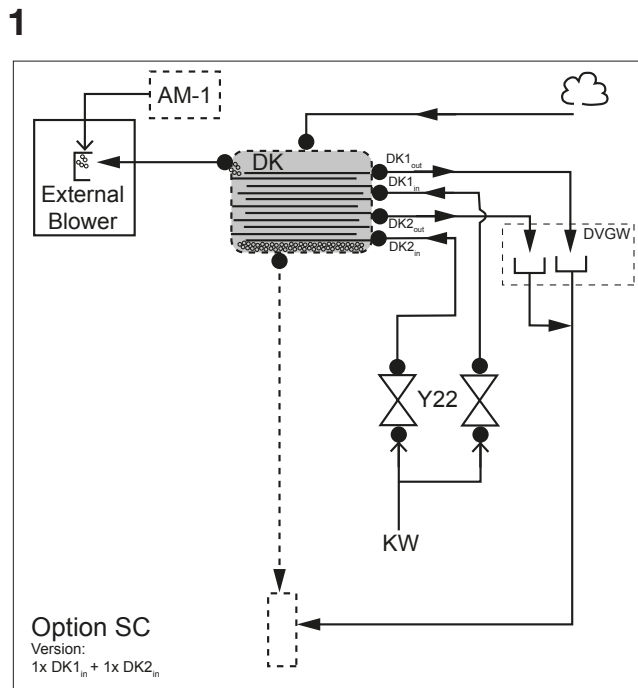 1
AM-1
External
Blower
DK
DK1out
DK1in
DK2out
DK2in
DVGW
Y22
KW
Option SC
Version:
1x DK1in + 1x DK2in